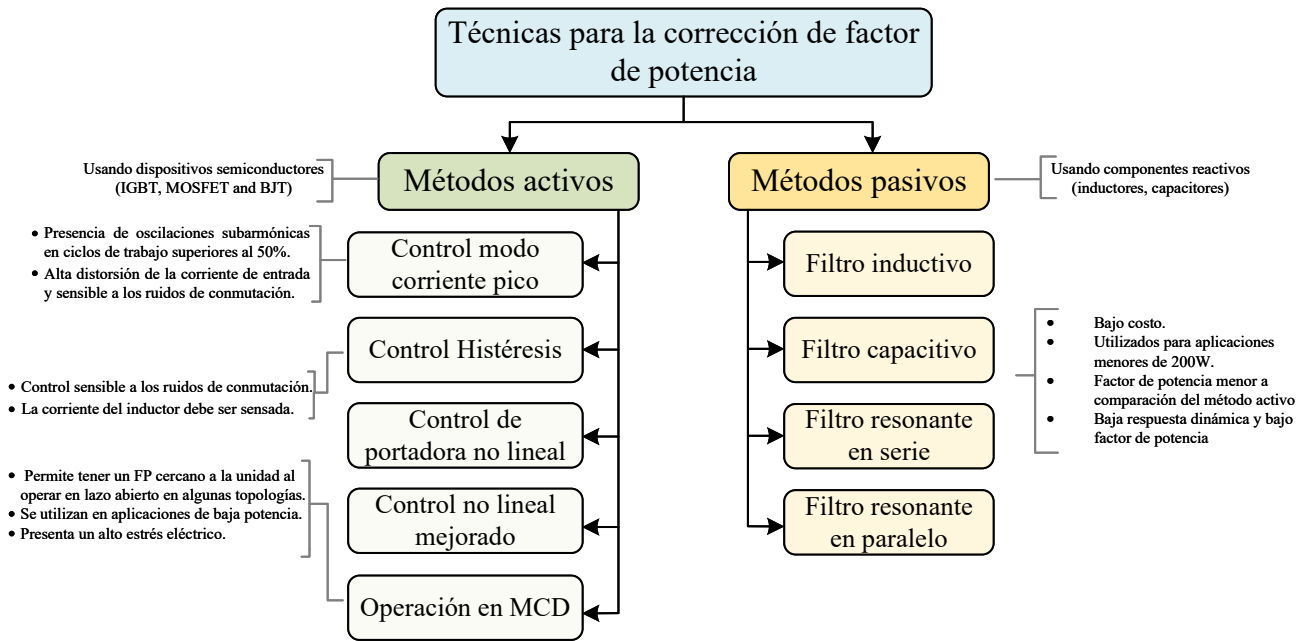 Técnicas para la corrección de factor
de potencia
Usando dispositivos semiconductores
(IGBT, MOSFET and BJT)
Métodos activos
Métodos pasivos
Usando componentes reactivos
(inductores, capacitores)
• Presencia de oscilaciones subarmónicas
en ciclos de trabajo superiores al 50%.
• Alta distorsión de la corriente de entrada
y sensible a los ruidos de conmutación.
Control modo
corriente pico
Control Histéresis
• Control sensible a los ruidos de conmutación.
• La corriente del inductor debe ser sensada.
Control de
portadora no lineal
Control no lineal
mejorado
• Permite tener un FP cercano a la unidad al
operar en lazo abierto en algunas topologías.
• Se utilizan en aplicaciones de baja potencia.
• Presenta un alto estrés eléctrico.
Operación en MCD
Filtro inductivo
Filtro capacitivo
Filtro resonante
en serie
Filtro resonante
en paralelo
• Bajo costo.
• Utilizados para aplicaciones
menores de 200W.
• Factor de potencia menor a
comparación del método activo
• Baja respuesta dinámica y bajo
factor de potencia